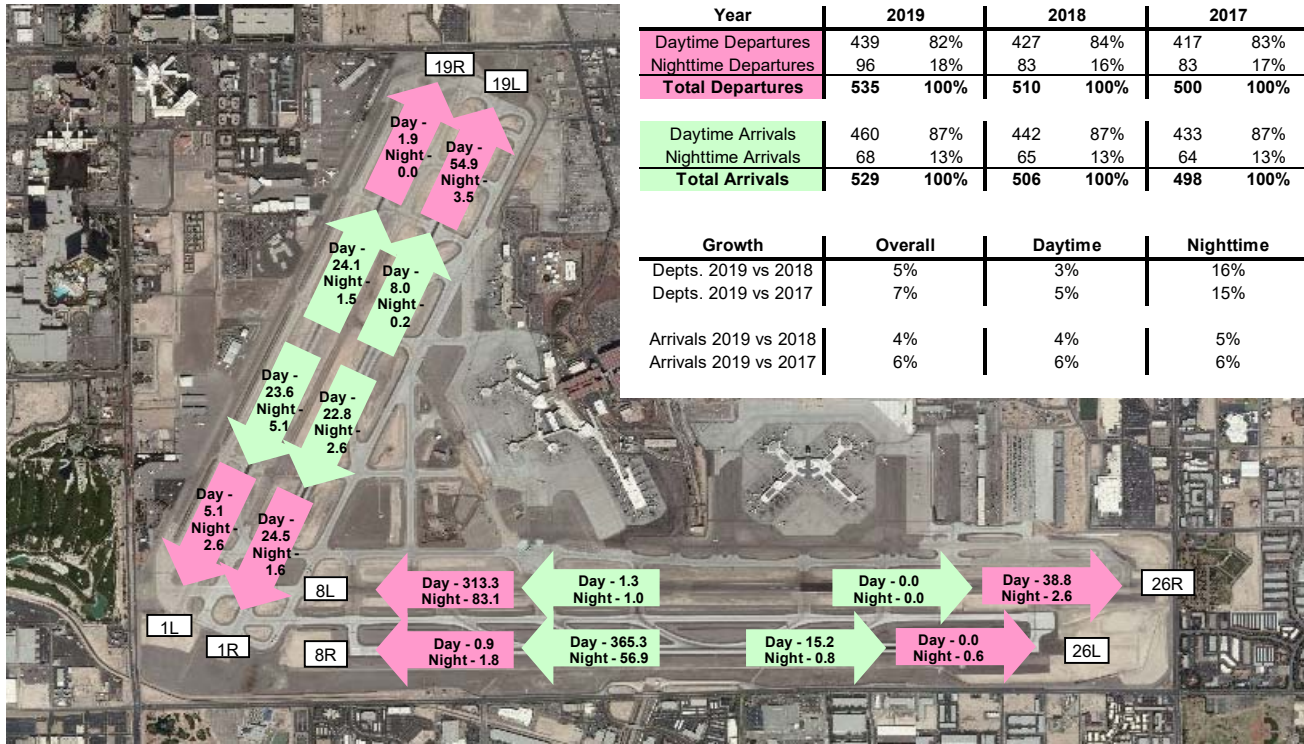 Year 2019 2018 2017
Daytime Departures 439 82% 427 84% 417 83%
Nighttime Departures 96 18% 83 16% 83 17%
Total Departures 535 100% 510 100% 500 100%
Daytime Arrivals 460 87% 442 87% 433 87%
Nighttime Arrivals 68 13% 65 13% 64 13%
Total Arrivals 529 100% 506 100% 498 100%
Growth Overall Daytime Nighttime
Depts. 2019 vs 2018 5% 3% 16%
Depts. 2019 vs 2017 7% 5% 15%
Arrivals 2019 vs 2018 4% 4% 5%
Arrivals 2019 vs 2017 6% 6% 6%
19R
19L
Day -
1.9
Night -
0.0
Day -
54.9
Night -
3.5
Day -
24.1
Night -
1.5
Day -
8.0
Night -
0.2
Day -
23.6
Night -
5.1
Day -
22.8
Night -
2.6
Day -
5.1
Night -
2.6
Day -
24.5
Night -
1.6
1L
1R
8L
Day - 313.3
Night - 83.1
Day - 1.3
Night - 1.0
Day - 0.0
Night - 0.0
Day - 38.8
Night - 2.6
26R
8R
Day - 0.9
Night - 1.8
Day - 365.3
Night - 56.9
Day - 15.2
Night - 0.8
Day - 0.0
Night - 0.6
26L